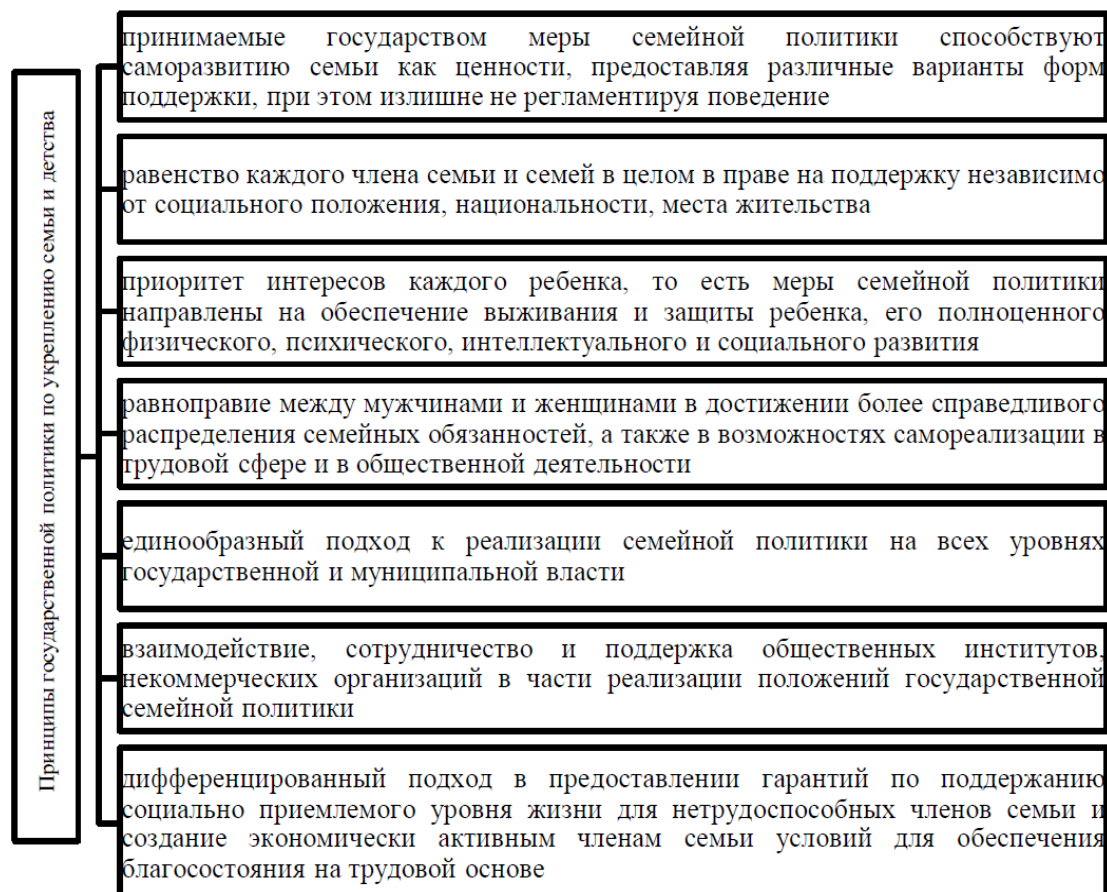 Принципы государственной политики по укреплению семьи и детства
принимаемые государством меры семейной политики способствуют
саморазвитию семьи как ценности, предоставляя различные варианты форм
поддержки, при этом излишне не регламентируя поведение
равенство каждого члена семьи и семей в целом в праве на поддержку независимо
от социального положения, национальности, места жительства
приоритет интересов каждого ребенка, то есть меры семейной политики
направлены на обеспечение выживания и защиты ребенка, его полноценного
физического, психического, интеллектуального и социального развития
равноправие между мужчинами и женщинами в достижении более справедливого
распределения семейных обязанностей, а также в возможностях самореализации в
трудовой сфере и в общественной деятельности
единообразный подход к реализации семейной политики на всех уровнях
государственной и муниципальной власти
взаимодействие, сотрудничество и поддержка общественных институтов,
некоммерческих организаций в части реализации положений государственной
семейной политики
дифференцированный подход в предоставлении гарантий по поддержанию
социально приемлемого уровня жизни для нетрудоспособных членов семьи и
создание экономически активным членам семьи условий для обеспечения
благосостояния на трудовой основе